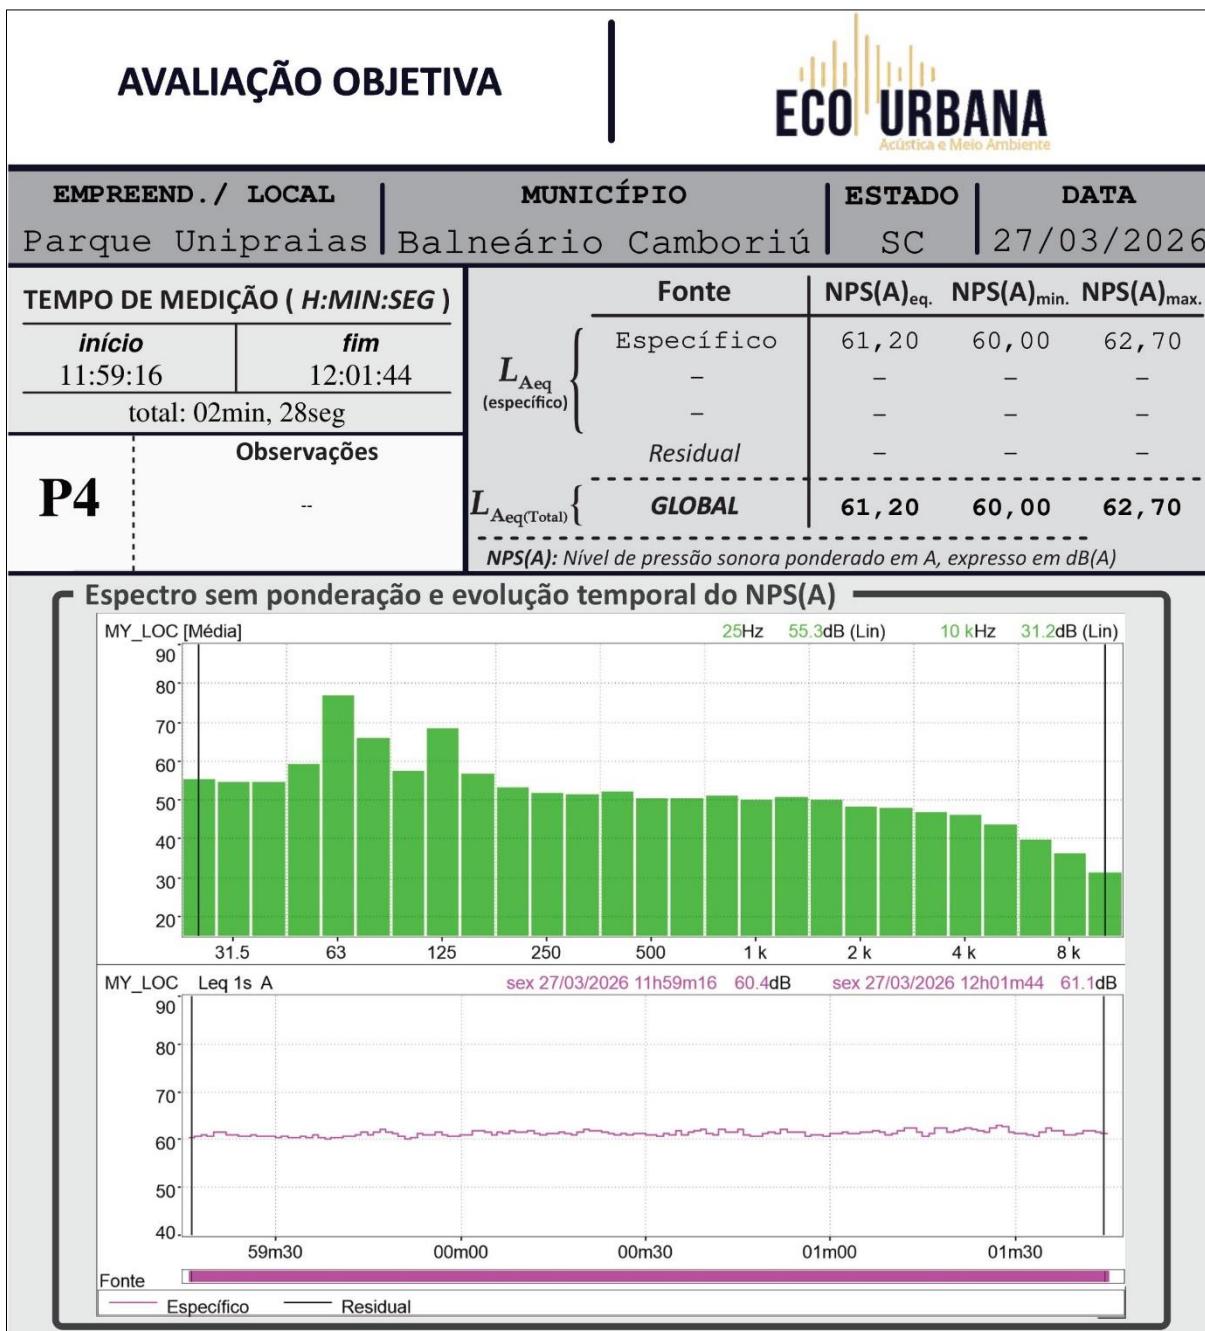 AVALIAÇÃO OBJETIVA
ECO URBANA
Acústica e Meio Ambiente
EMPREEND./ LOCAL MUNICÍPIO ESTADO DATA
Parque Unipraias Balneário Camboriú SC 27/03/2026
TEMPO DE MEDIÇÃO ( H:MIN:SEG )
início fim
11:59:16 12:01:44
total: 02min, 28seg
P4
Observações
--
Fonte NPS(A)eq. NPS(A)min. NPS(A)max.
LAeq (específico)
Específico 61,20 60,00 62,70
– – – –
– – – –
Residual – – –
LAeq(Total) GLOBAL 61,20 60,00 62,70
NPS(A): Nível de pressão sonora ponderado em A, expresso em dB(A)
Espectro sem ponderação e evolução temporal do NPS(A)
MY_LOC [Média] 25Hz 55.3dB (Lin) 10 kHz 31.2dB (Lin)
90
80
70
60
50
40
30
20
31.5 63 125 250 500 1 k 2 k 4 k 8 k
MY_LOC Leq 1s A sex 27/03/2026 11h59m16 60.4dB sex 27/03/2026 12h01m44 61.1dB
90
80
70
60
50
40
59m30 00m00 00m30 01m00 01m30
Fonte
Específico Residual